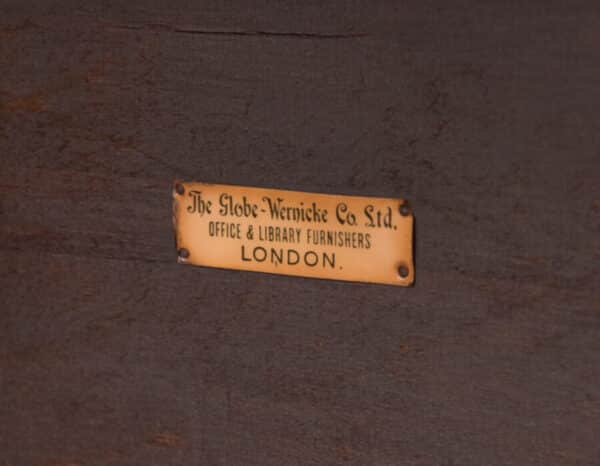 The Globe-Wernicke Co. Ltd.
OFFICE & LIBRARY FURNISHERS
LONDON.